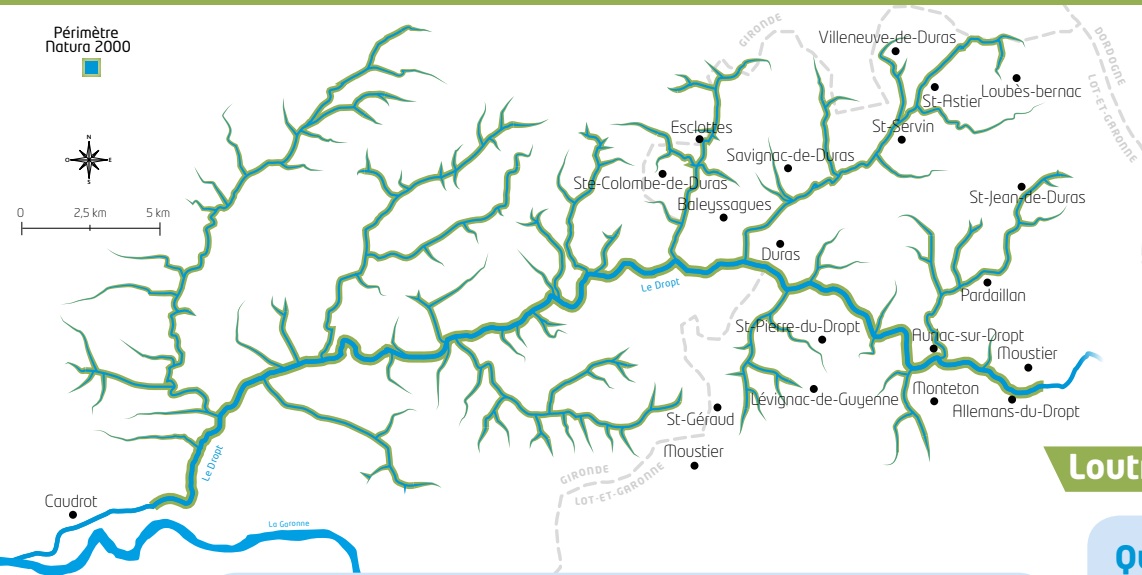 Périmètre
Natura 2000
N
O
E
S
0 2,5 km 5 km
GIRONDE
DORDOGNE
LOT-ET-GARONNE
Villeneuve-de-Duras
Loubès-bernac
St-Astier
St-Servin
Esclottes
Savignac-de-Duras
Ste-Colombe-de-Duras
Baleyssagues
St-Jean-de-Duras
Duras
Le Dropt
Pardaillan
St-Pierre-du-Dropt
Auriac-sur-Dropt
Moustier
Lévignac-de-Guyenne
Monteton
Allemans-du-Dropt
St-Géraud
Moustier
GIRONDE
LOT-ET-GARONNE
Le Dropt
Caudrot
La Garonne
Lout
Qu